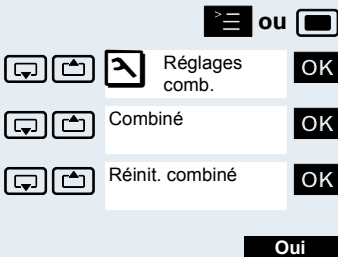 ou
Réglages
comb. OK
Combiné OK
Réinit. combiné OK
Oui